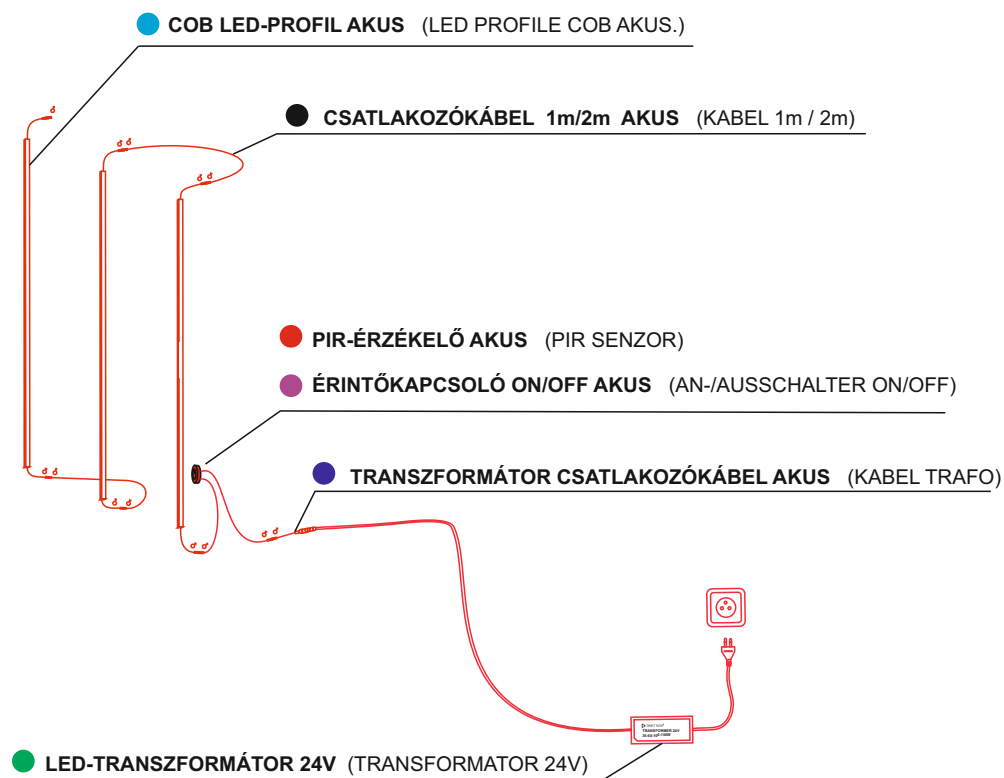 COB LED-PROFIL AKUS (LED PROFILE COB AKUS.)
CSATLAKOZÓKÁBEL 1m/2m AKUS (KABEL 1m / 2m)
PIR-ÉRZÉKELŐ AKUS (PIR SENZOR)
ÉRINTŐKAPCSOLÓ ON/OFF AKUS (AN-/AUSSCHALTER ON/OFF)
TRANSZFORMÁTOR CSATLAKOZÓKÁBEL AKUS (KABEL TRAFO)
TRANSFORMER 24V
LED-TRANSZFORMÁTOR 24V (TRANSFORMATOR 24V)